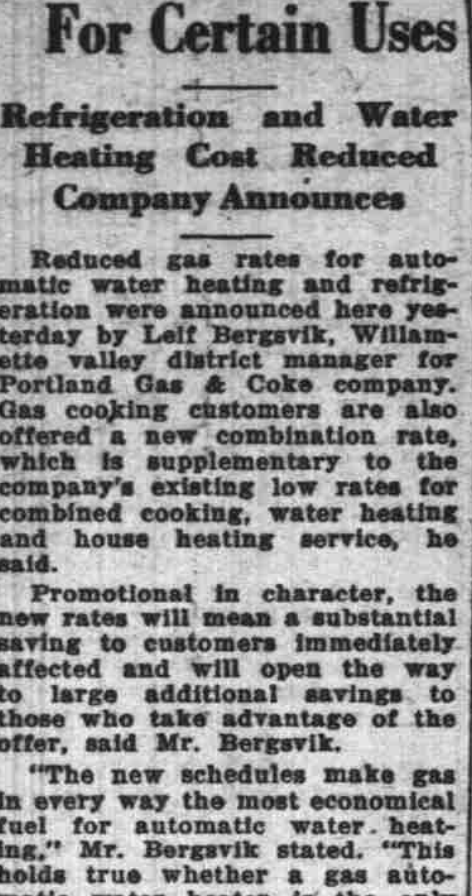 For Certain Uses
Refrigeration and Water
Heating Cost Reduced
Company Announces
Reduced gas rates for auto-
matic water heating and refrig-
eration were announced here yes-
terday by Leif Bergsvik, Willam-
ette valley district manager for
Portland Gas & Coke company.
Gas cooking customers are also
offered a new combination rate,
which is supplementary to the
company's existing low rates for
combined cooking, water heating
and house heating service, he
said.
Promotional in character, the
new rates will mean a substantial
saving to customers immediately
affected and will open the way
to large additional savings to
those who take advantage of the
offer, said Mr. Bergsvik.
"The new schedules make gas
in every way the most economical
fuel for automatic water heat-
ing," Mr. Bergsvik stated. "This
holds true whether a gas auto-